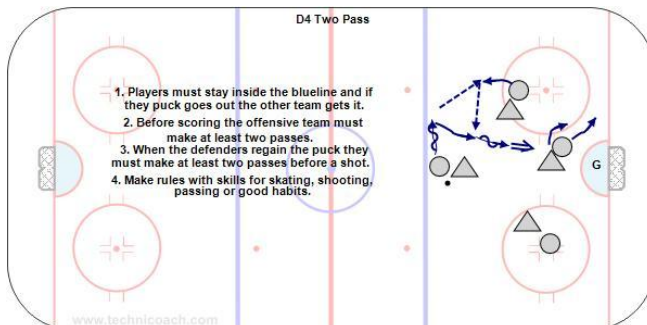 D4 Two Pass
1. Players must stay inside the blueline and if
they puck goes out the other team gets it.
2. Before scoring the offensive team must
make at least two passes.
3. When the defenders regain the puck they
must make at least two passes before a shot.
4. Make rules with skills for skating, shooting,
passing or good habits.
G
www.technicoach.com